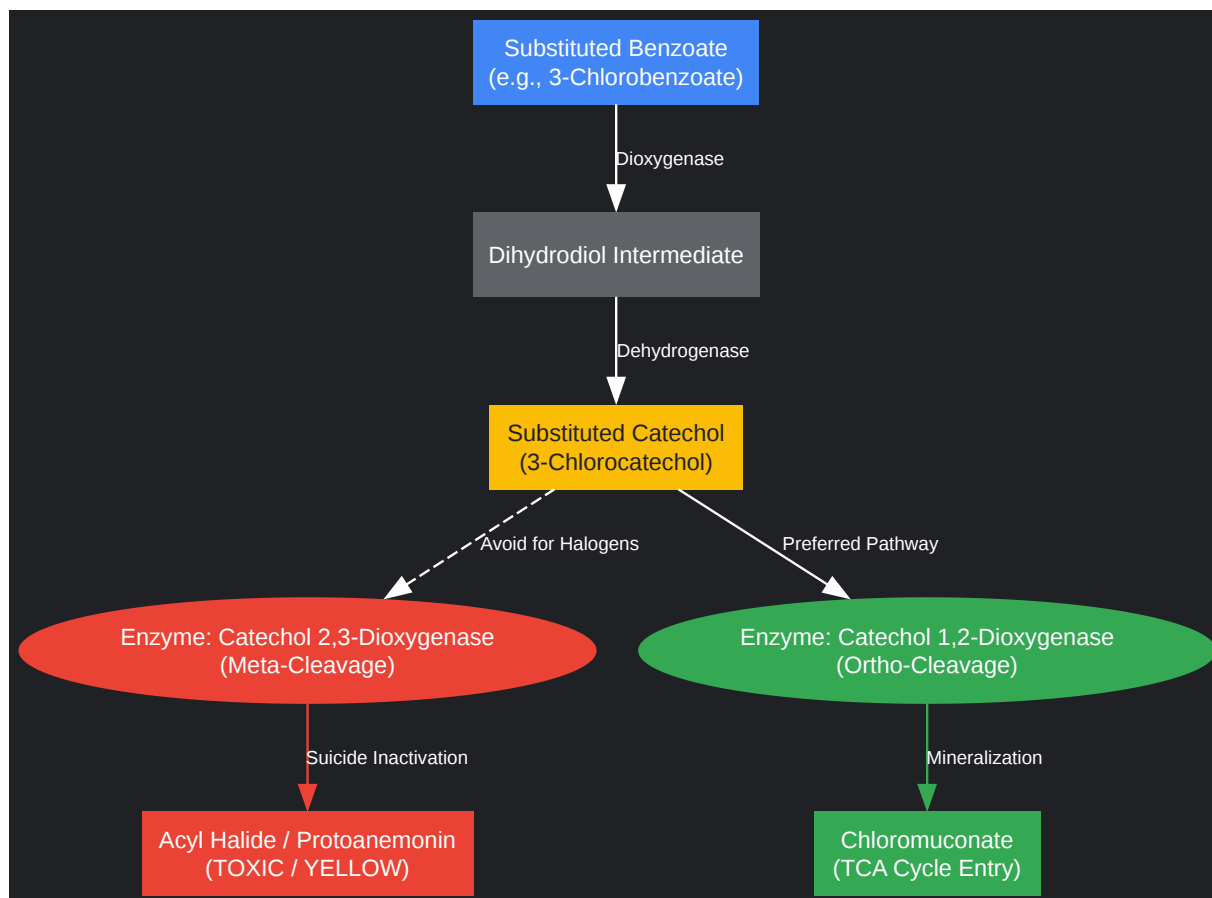 Substituted Benzoate
(e.g., 3-Chlorobenzoate)
Dioxygenase
Dihydrodiol Intermediate
Dehydrogenase
Substituted Catechol
(3-Chlorocatechol)
Avoid for Halogens
Preferred Pathway
Enzyme: Catechol 2,3-Dioxygenase
(Meta-Cleavage)
Enzyme: Catechol 1,2-Dioxygenase
(Ortho-Cleavage)
Suicide Inactivation
Mineralization
Acyl Halide / Protoanemonin
(TOXIC / YELLOW)
Chloromuconate
(TCA Cycle Entry)